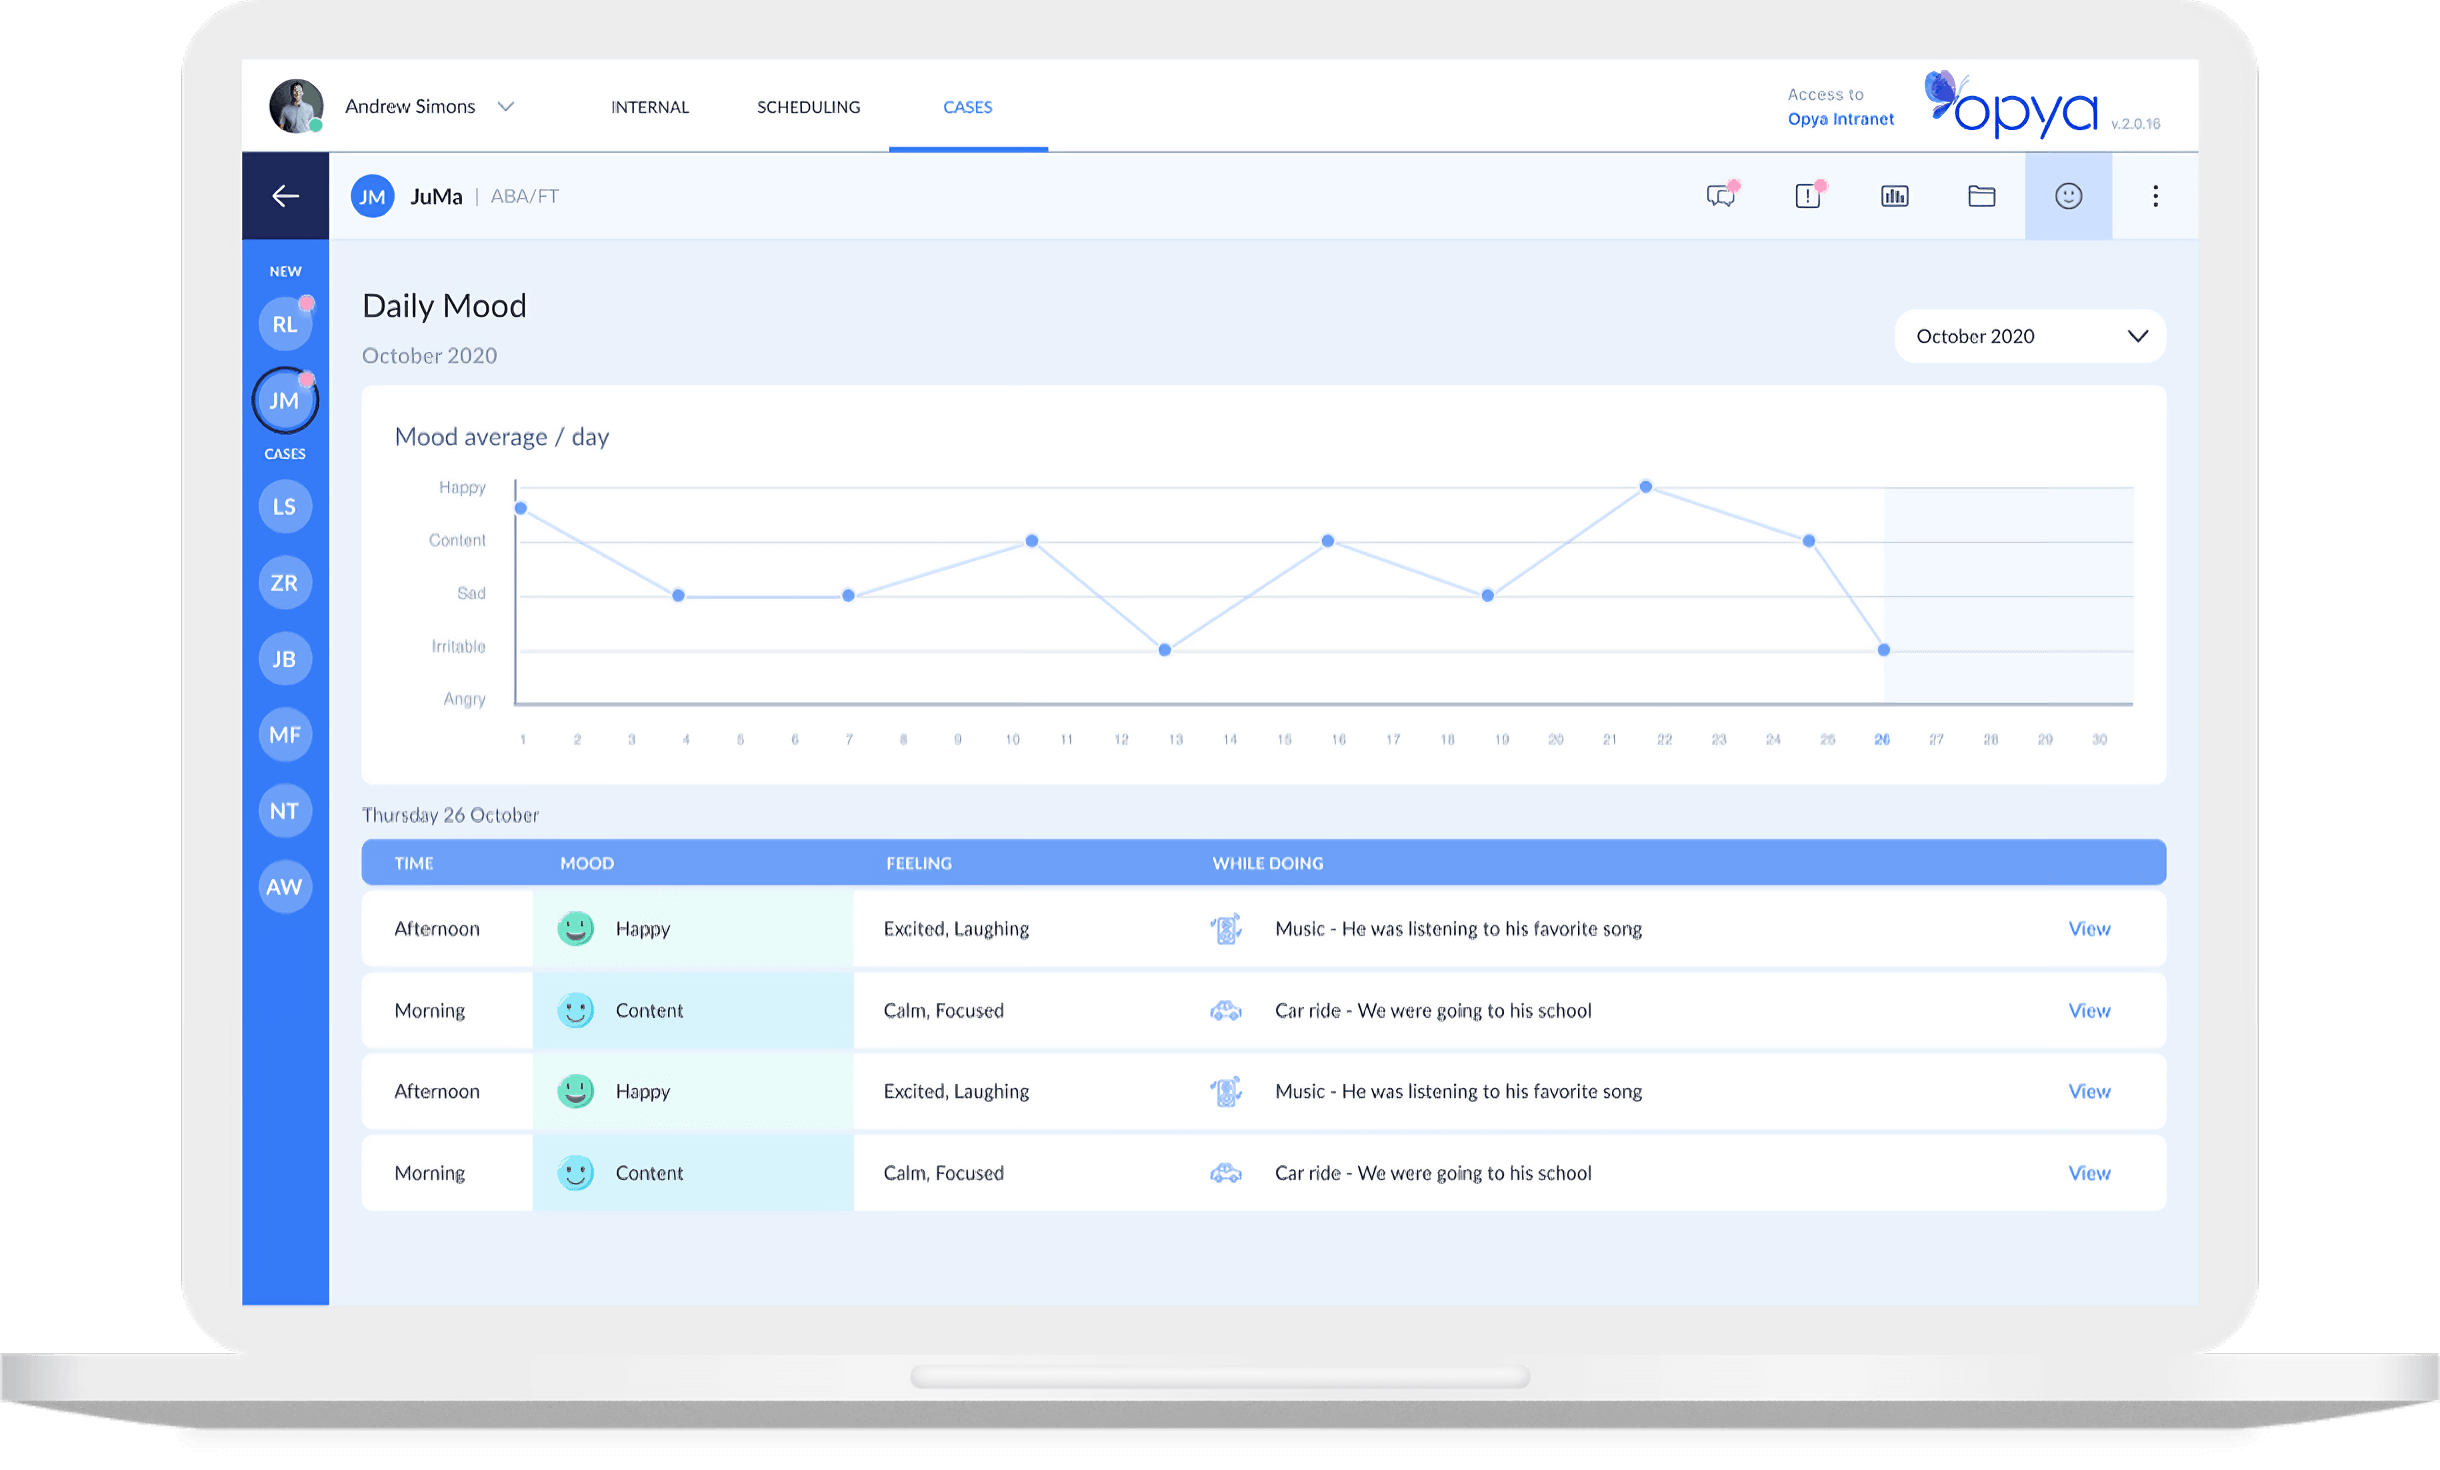 Andrew Simons
INTERNAL
SCHEDULING
CASES
Access to
Opya Intranet
opya
v.2.0.16
JM
JuMa | ABA/FT
NEW
RL
JM
CASES
LS
ZR
JB
MF
NT
AW
Daily Mood
October 2020
October 2020
Mood average / day
Happy
Content
Sad
Irritable
Angry
1 2 3 4 5 6 7 8 9 10 11 12 13 14 15 16 17 18 19 20 21 22 23 24 25 26 27 28 29 30
Thursday 26 October
TIME MOOD FEELING WHILE DOING
Afternoon Happy Excited, Laughing Music - He was listening to his favorite song View
Morning Content Calm, Focused Car ride - We were going to his school View
Afternoon Happy Excited, Laughing Music - He was listening to his favorite song View
Morning Content Calm, Focused Car ride - We were going to his school View